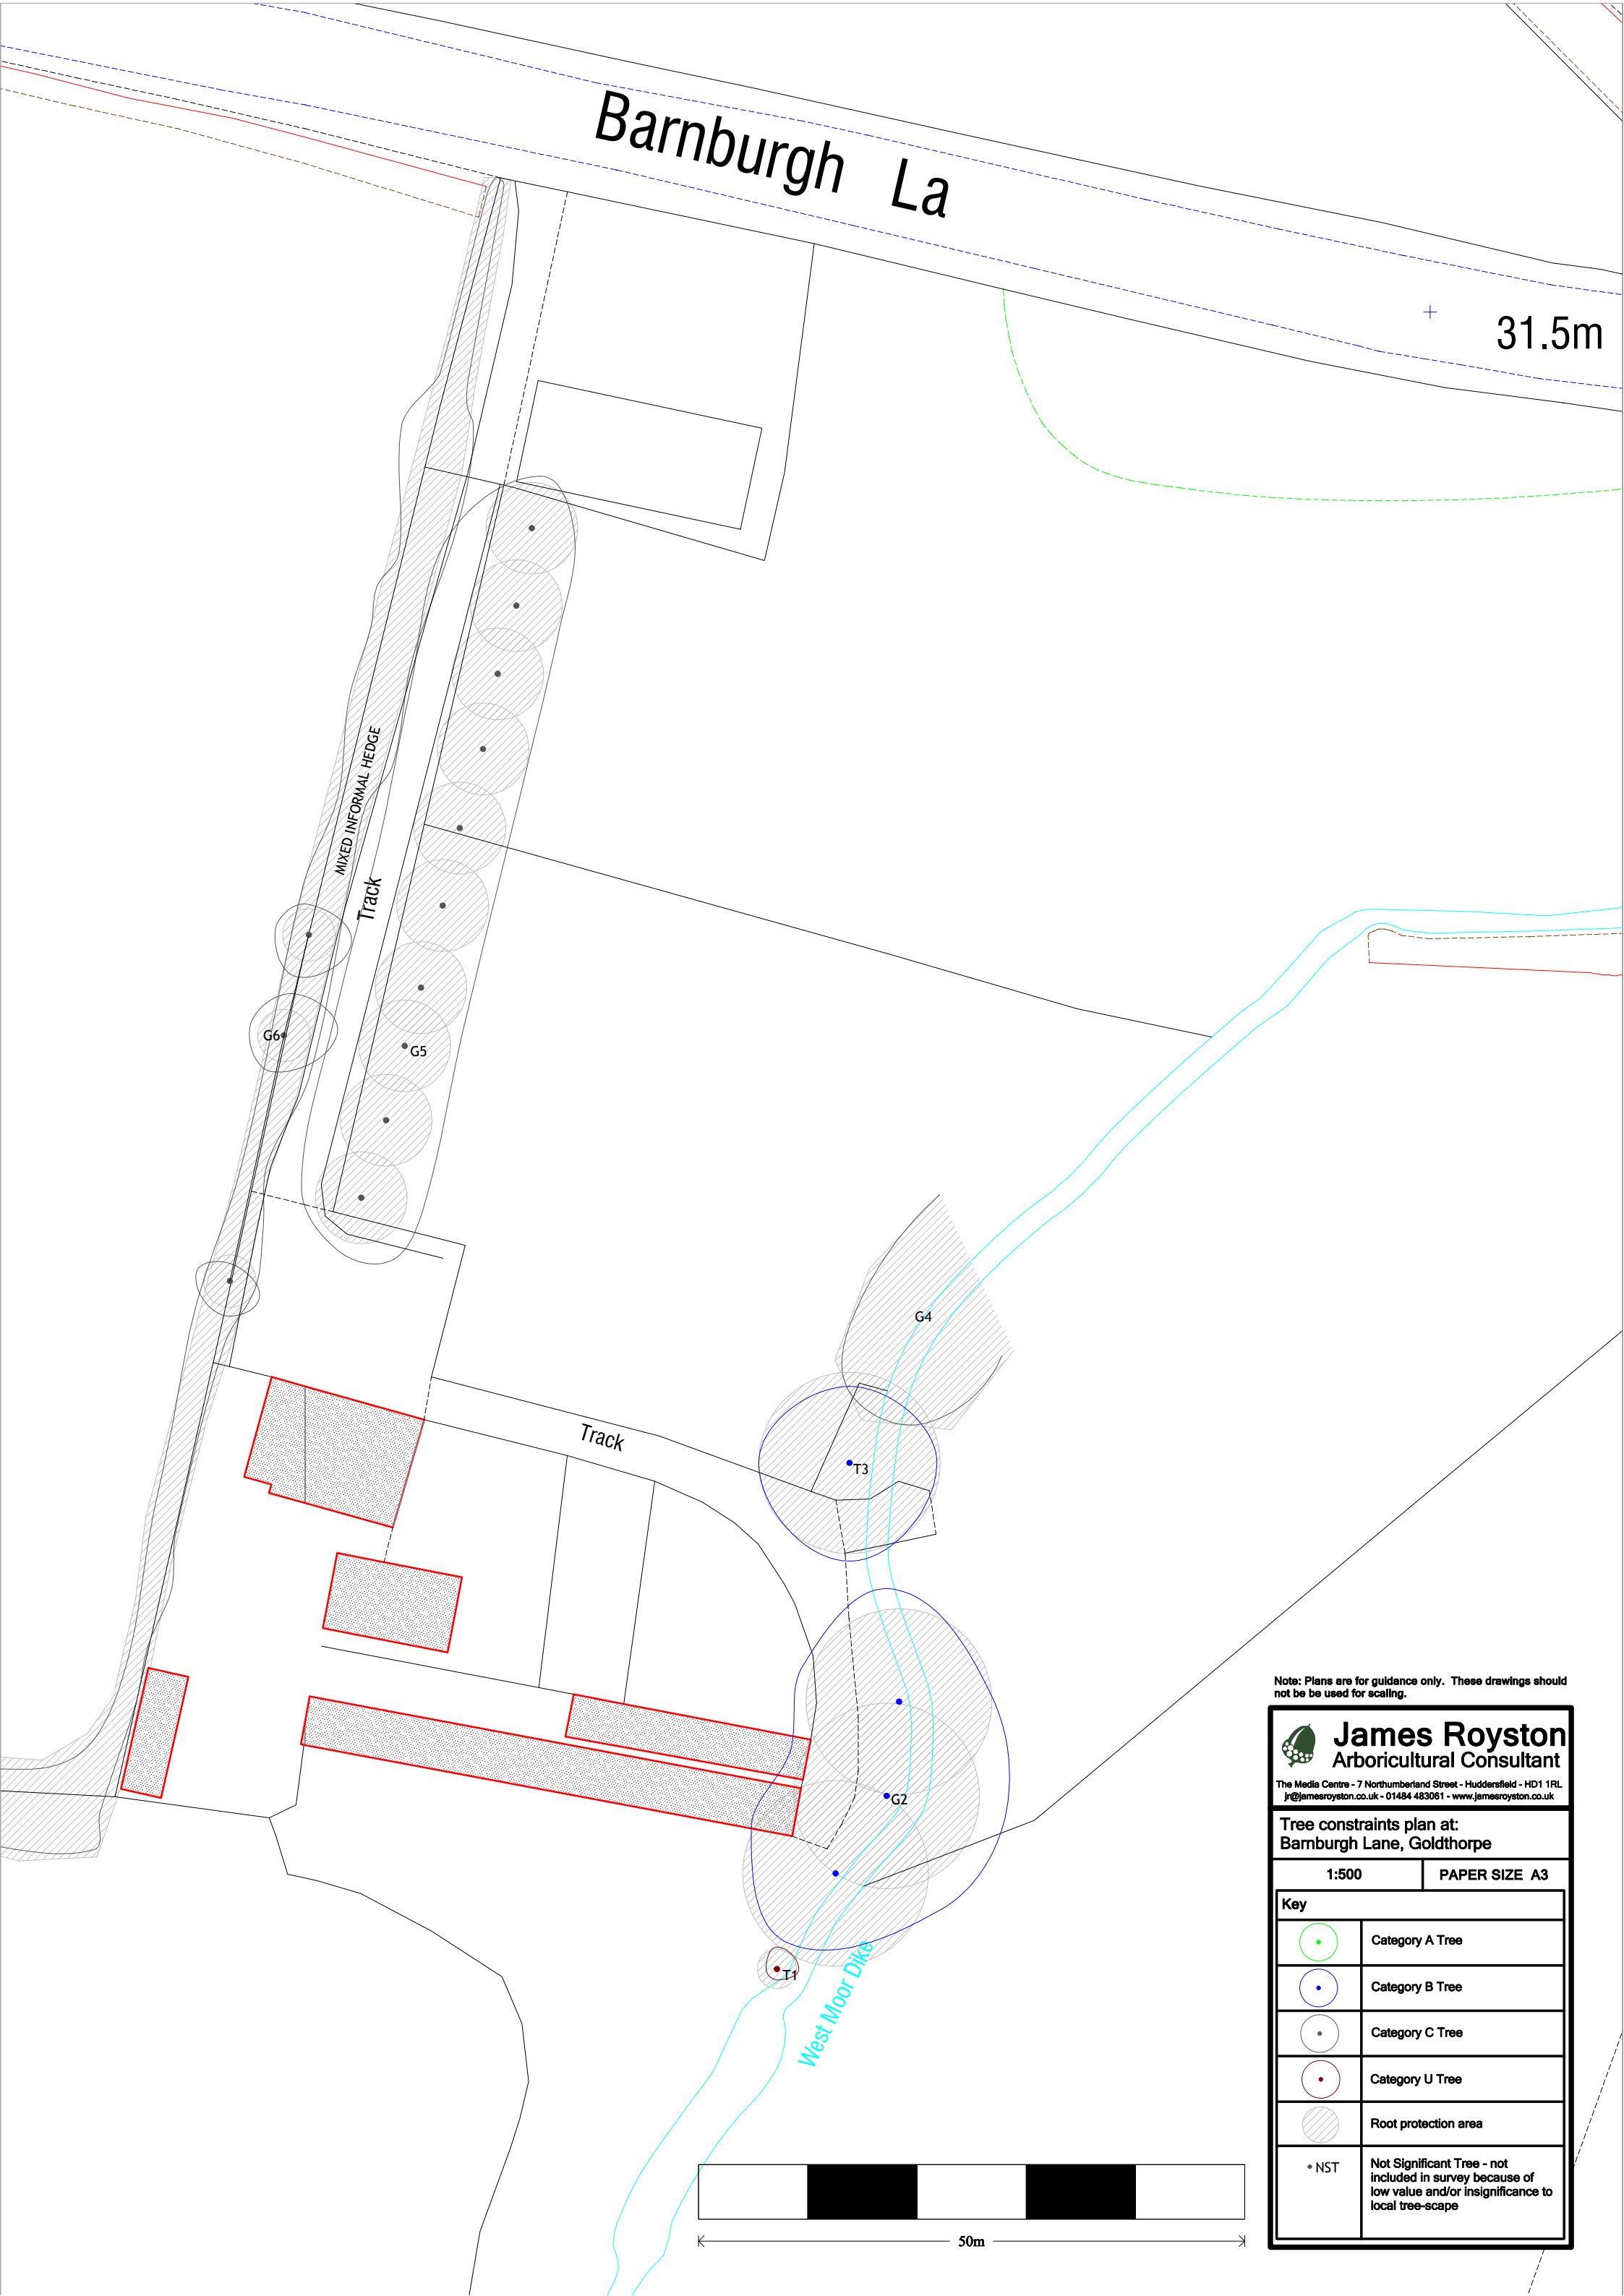 Barnburgh La
31.5m
MIXED INFORMAL HEDGE
Track
G6
G5
G4
T3
Track
G2
T1
West Moor Dike
50m
Note: Plans are for guidance only. These drawings should
not be be used for scaling.
James Royston
Arboricultural Consultant
The Media Centre - 7 Northumberland Street - Huddersfield - HD1 1RL
jr@jamesroyston.co.uk - 01484 483061 - www.jamesroyston.co.uk
Tree constraints plan at:
Barnburgh Lane, Goldthorpe
1:500
PAPER SIZE A3
Key
Category A Tree
Category B Tree
Category C Tree
Category U Tree
Root protection area
NST
Not Significant Tree - not
included in survey because of
low value and/or insignificance to
local tree-scape